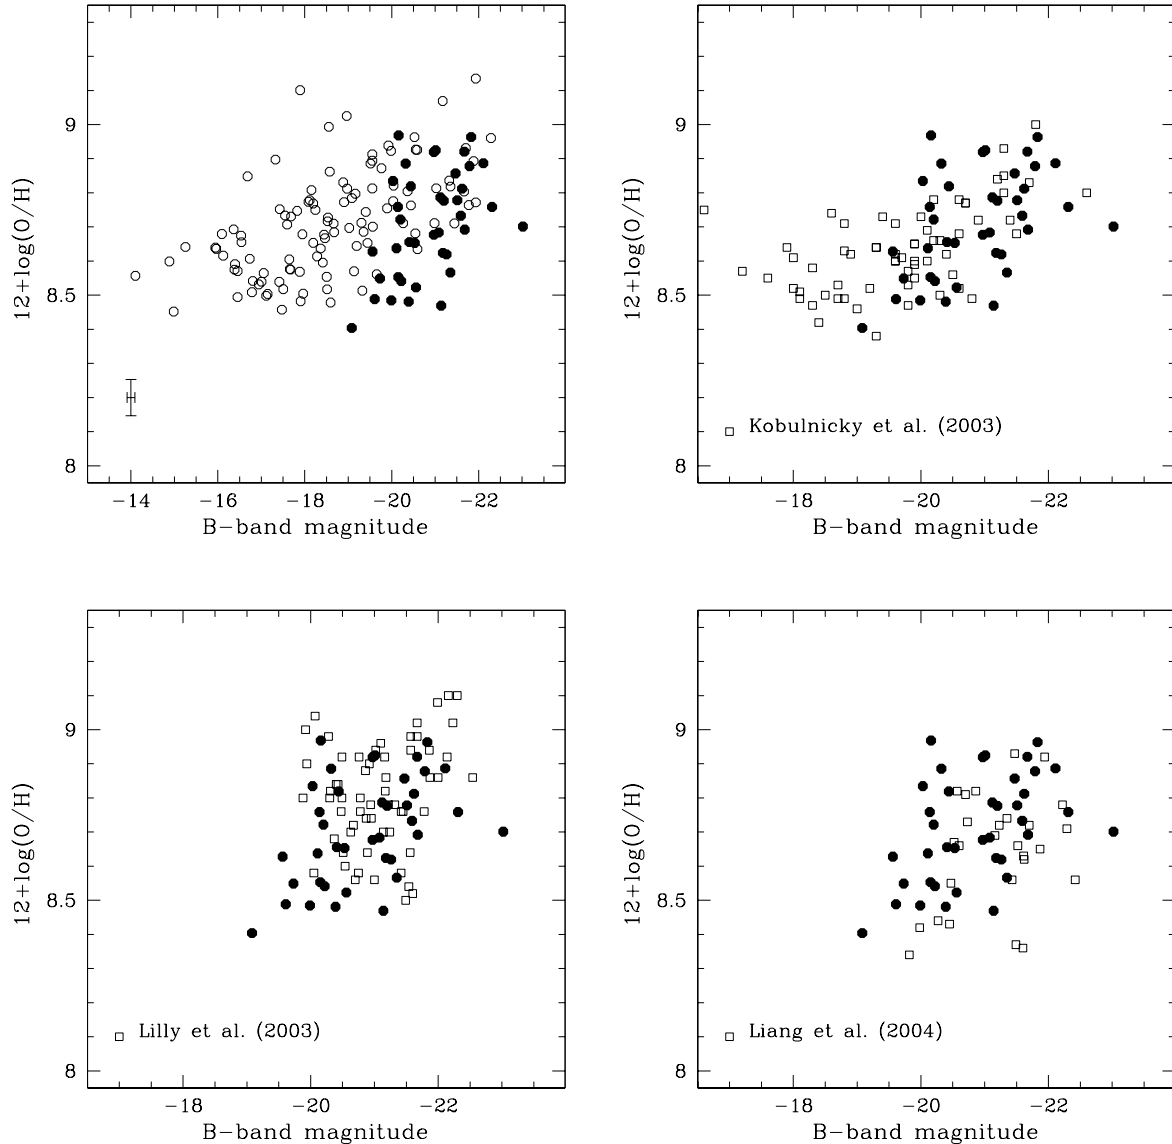 9
8.5
8
12+log(O/H)
−14 −16 −18 −20 −22
B−band magnitude
9
8.5
8
12+log(O/H)
Kobulnicky et al. (2003)
−18 −20 −22
B−band magnitude
9
8.5
8
12+log(O/H)
Lilly et al. (2003)
−18 −20 −22
B−band magnitude
9
8.5
8
12+log(O/H)
Liang et al. (2004)
−18 −20 −22
B−band magnitude